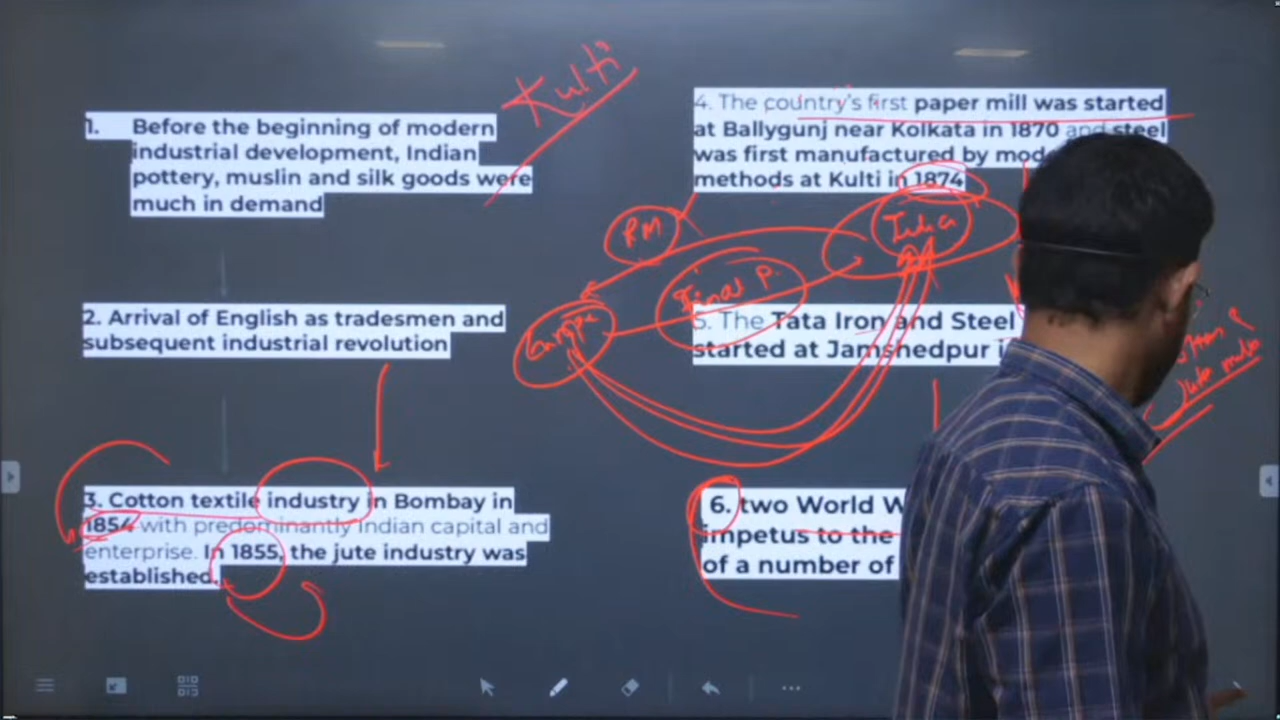 Kulti
1. Before the beginning of modern
industrial development, Indian
pottery, muslin and silk goods were
much in demand
2. Arrival of English as tradesmen and
subsequent industrial revolution
3. Cotton textile industry in Bombay in
1854 with predominantly Indian capital and
enterprise. In 1855, the jute industry was
established.
4. The country's first paper mill was started
at Ballygunj near Kolkata in 1870 and steel
was first manufactured by
methods at Kulti in 1874
RM
India
Final P.
Europe
5. The Tata Iron and Steel
started at Jamshedpur
6. two World
impetus to the
of a number of